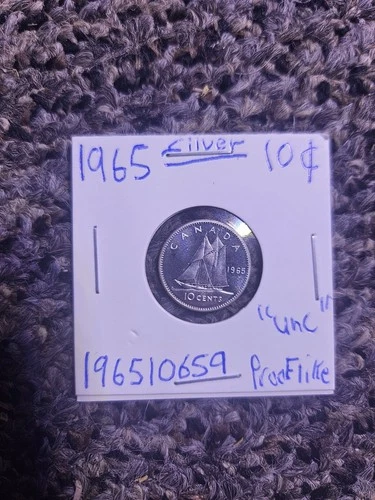 1965 Silver 10¢
CANADA
1965
10 CENTS
"Unc"
196510659 Prooflike